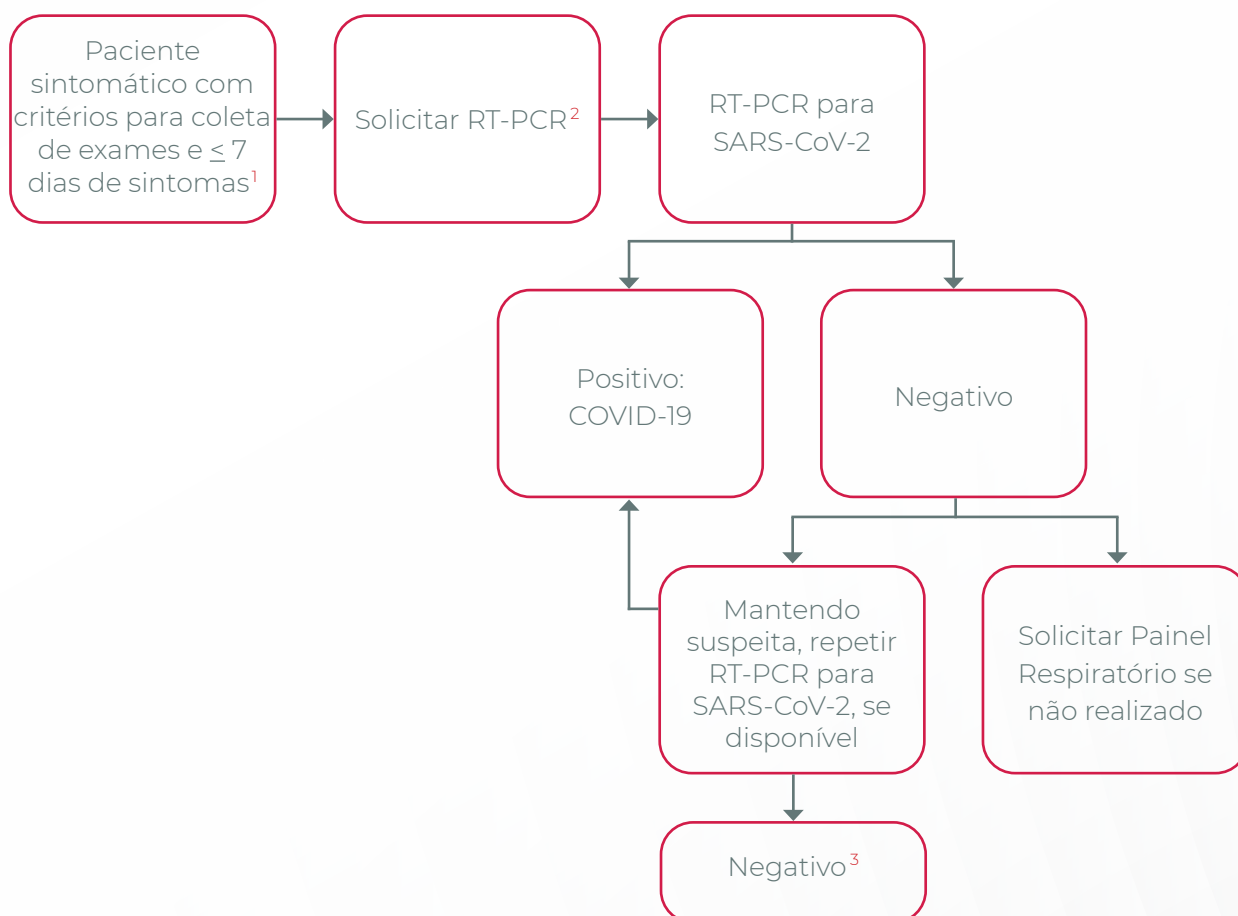 Paciente
sintomático com
critérios para coleta
de exames e ≤ 7
dias de sintomas¹
Solicitar RT-PCR²
RT-PCR para
SARS-CoV-2
Positivo:
COVID-19
Negativo
Mantendo
suspeita, repetir
RT-PCR para
SARS-CoV-2, se
disponível
Solicitar Painel
Respiratório se
não realizado
Negativo³